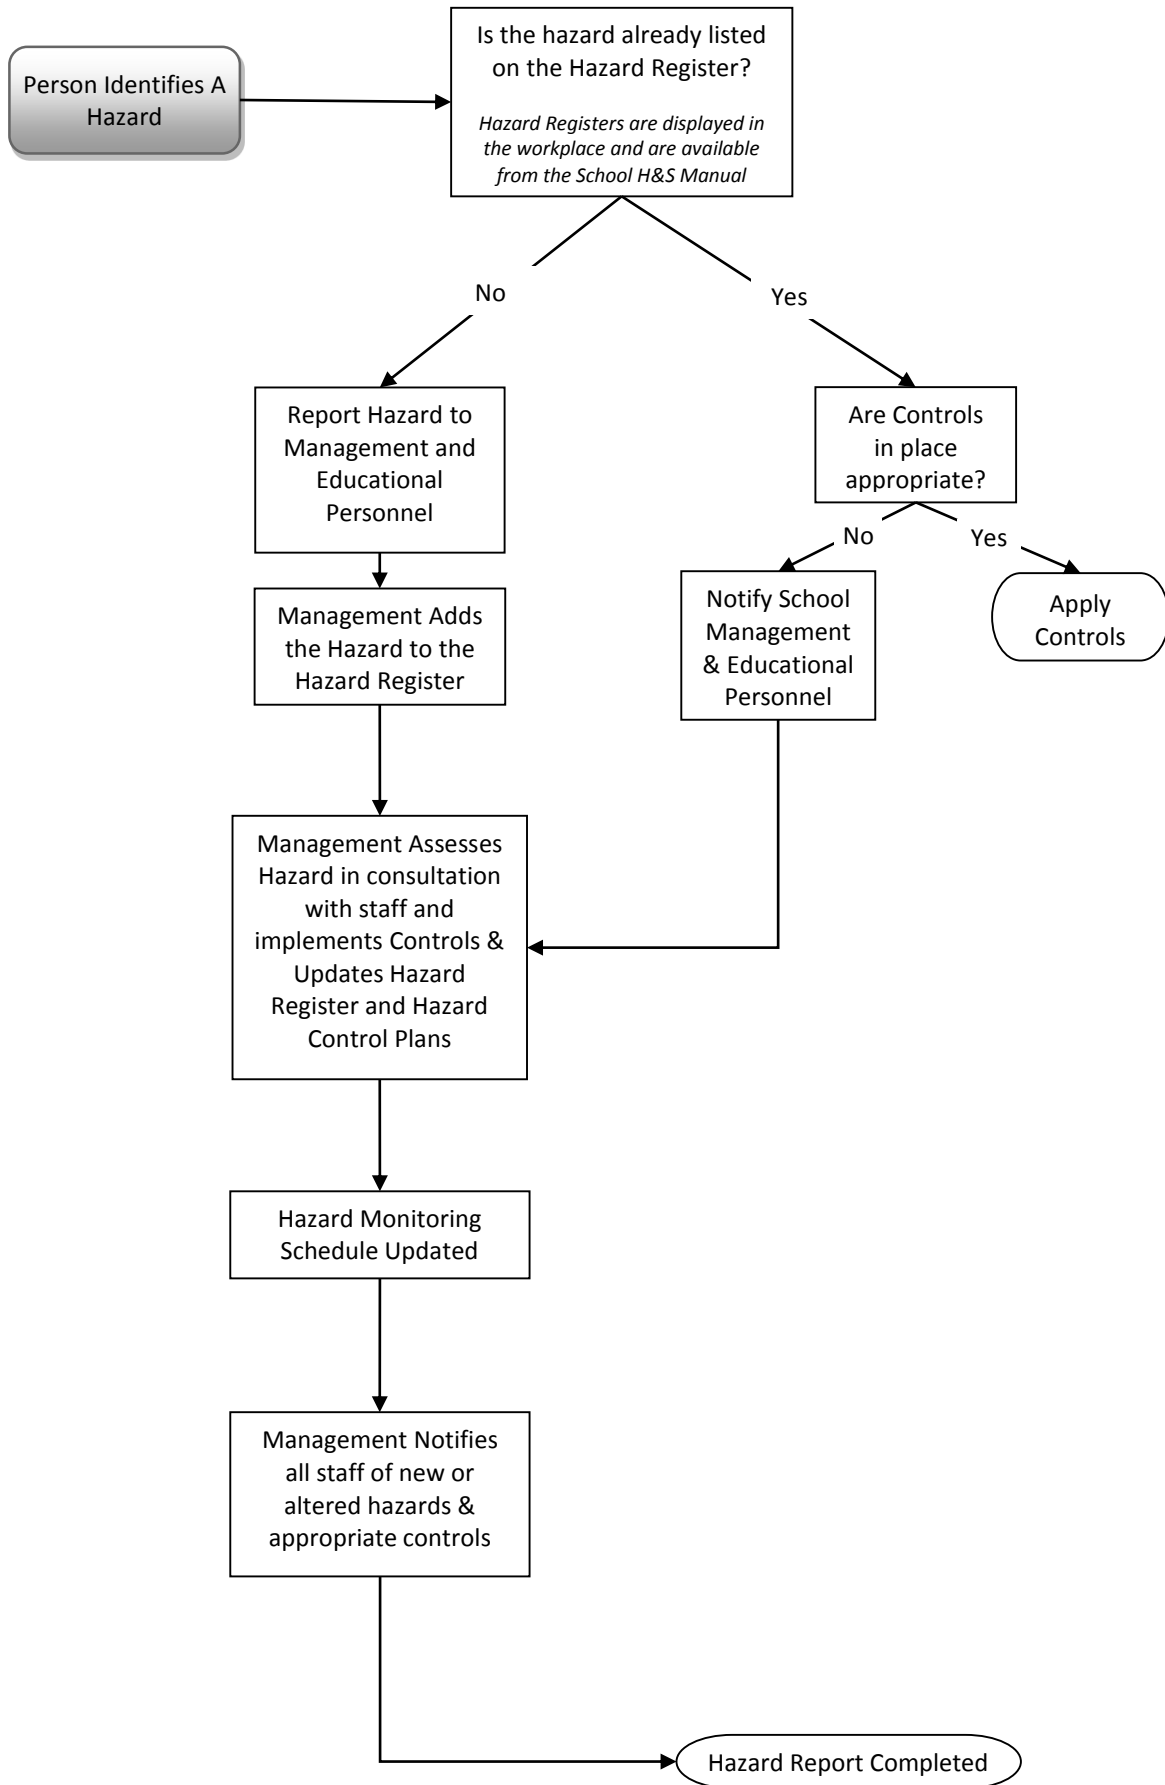 Person Identifies A
Hazard
Is the hazard already listed
on the Hazard Register?
Hazard Registers are displayed in
the workplace and are available
from the School H&S Manual
No
Yes
Report Hazard to
Management and
Educational
Personnel
Are Controls
in place
appropriate?
No
Yes
Management Adds
the Hazard to the
Hazard Register
Notify School
Management
& Educational
Personnel
Apply
Controls
Management Assesses
Hazard in consultation
with staff and
implements Controls &
Updates Hazard
Register and Hazard
Control Plans
Hazard Monitoring
Schedule Updated
Management Notifies
all staff of new or
altered hazards &
appropriate controls
Hazard Report Completed